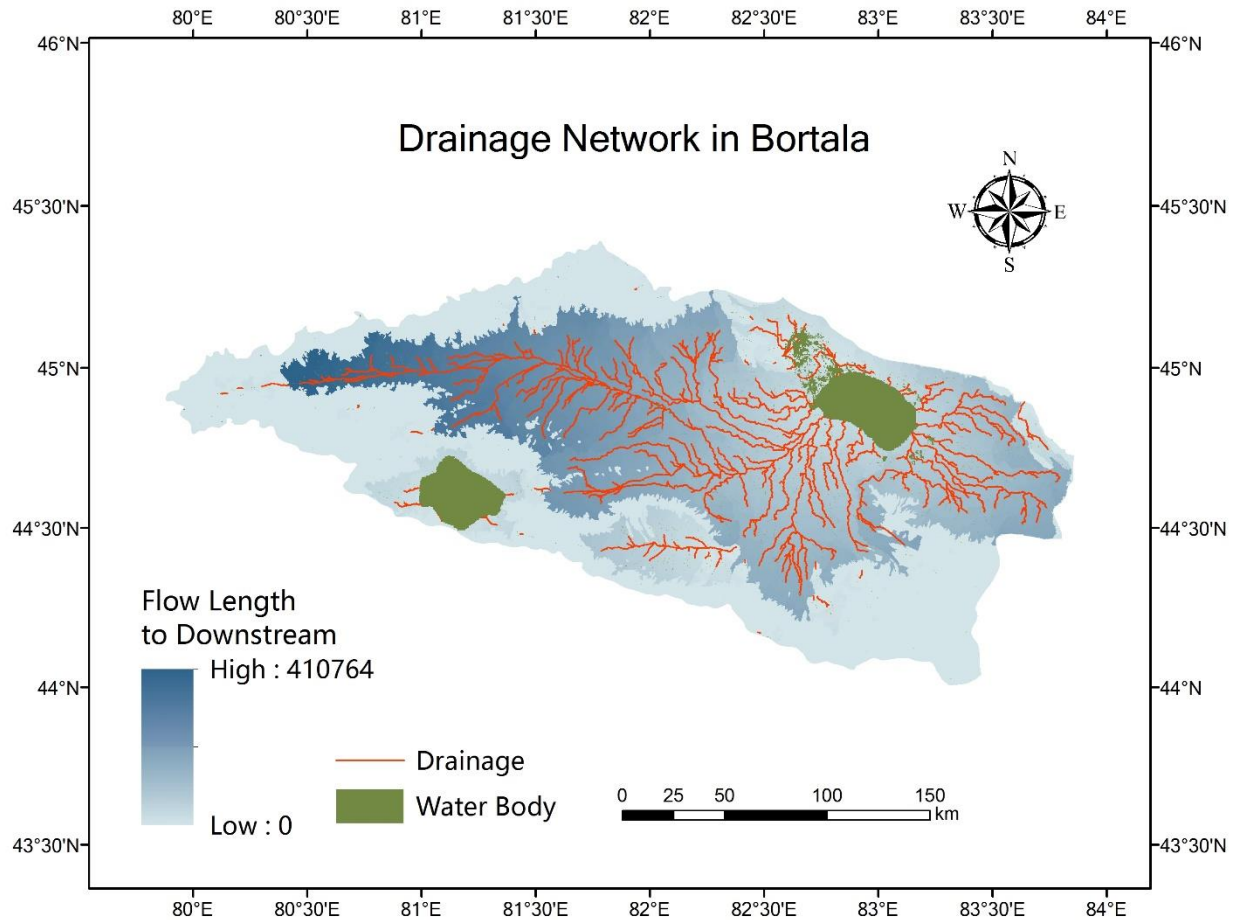 80°E 80°30'E 81°E 81°30'E 82°E 82°30'E 83°E 83°30'E 84°E
46°N 46°N
Drainage Network in Bortala
N
45°30'N W E 45°30'N
S
45°N 45°N
44°30'N 44°30'N
Flow Length
to Downstream
High : 410764
44°N 44°N
Drainage
Water Body
0 25 50 100 150
km
Low : 0
43°30'N 43°30'N
80°E 80°30'E 81°E 81°30'E 82°E 82°30'E 83°E 83°30'E 84°E